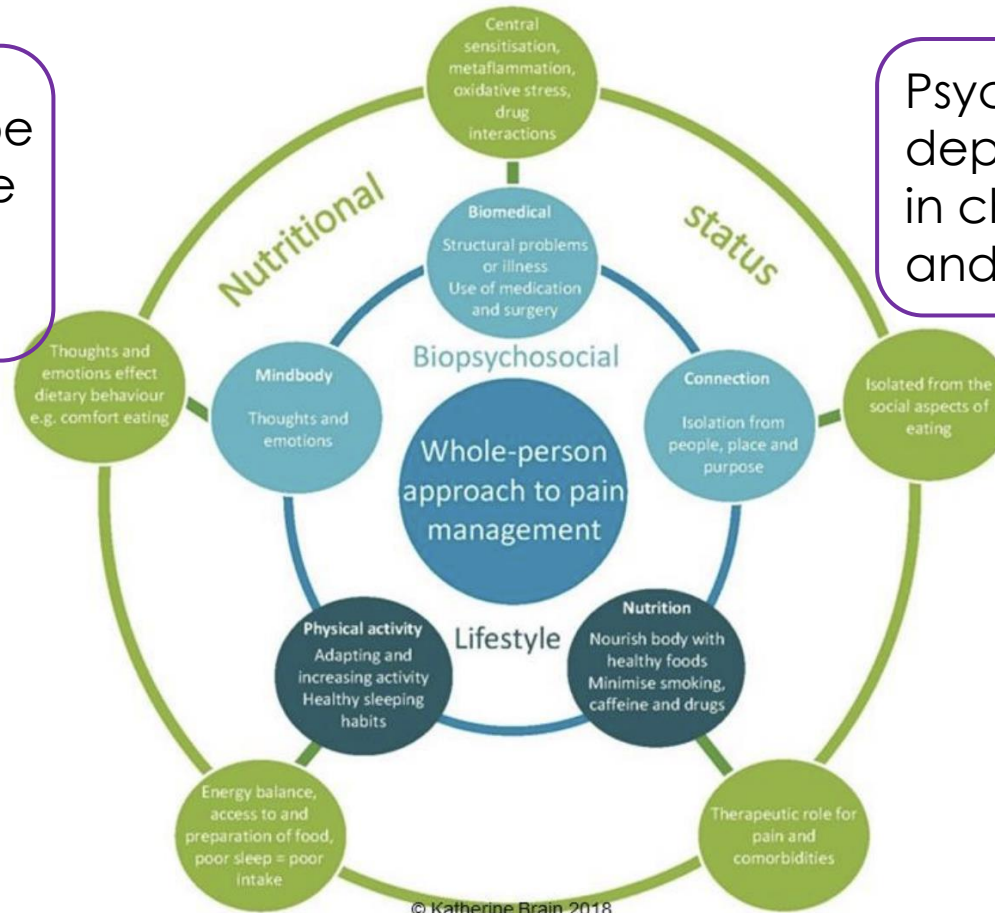 Central
sensitisation,
metaflammation,
oxidative stress,
drug
interactions
Nutritional
status
Biomedical
Structural problems
or illness
Use of medication
and surgery
Biopsychosocial
Thoughts and
emotions effect
dietary behaviour
e.g. comfort eating
Mindbody
Thoughts and
emotions
Connection
Isolation from
people, place and
purpose
Isolated from the
social aspects of
eating
Whole-person
approach to pain
management
Lifestyle
Physical activity
Adapting and
increasing activity
Healthy sleeping
habits
Nutrition
Nourish body with
healthy foods
Minimise smoking,
caffeine and drugs
Energy balance,
access to and
preparation of food,
poor sleep = poor
intake
Therapeutic role for
pain and
comorbidities
© Katherine Brain 2018
in
and